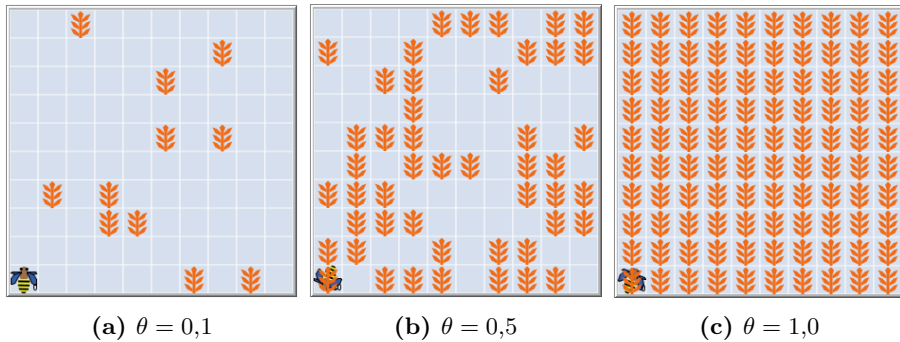 (a) θ = 0,1
(b) θ = 0,5
(c) θ = 1,0